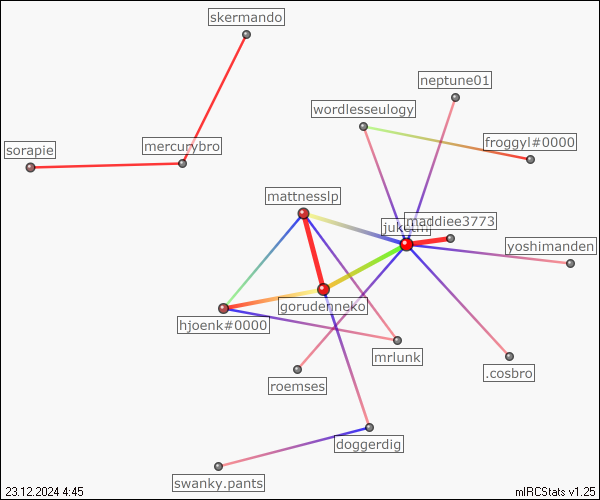 skermando
neptune01
wordlesseulogy
froggyl#0000
mercurybro
sorapie
mattnesslp
maddiee3773
yoshimanden
gorudenneko
hjoenk#0000
mrlunk
.cosbro
roemses
doggerdig
swanky.pants
23.12.2024 4:45
mIRCStats v1.25